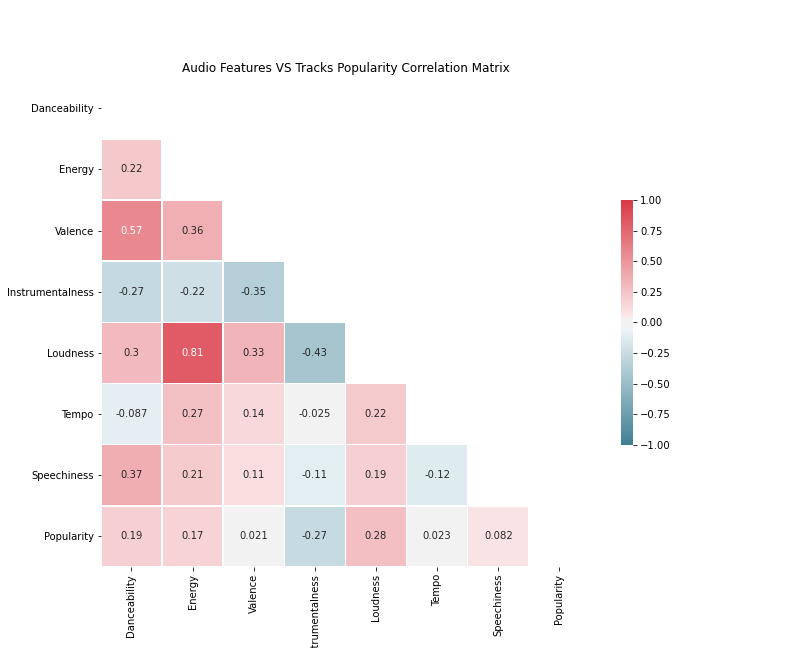 Audio Features VS Tracks Popularity Correlation Matrix
Danceability
Energy 0.22
Valence 0.57 0.36
Instrumentalness -0.27 -0.22 -0.35
Loudness 0.3 0.81 0.33 -0.43
Tempo -0.087 0.27 0.14 -0.025 0.22
Speechiness 0.37 0.21 0.11 -0.11 0.19 -0.12
Popularity 0.19 0.17 0.021 -0.27 0.28 0.023 0.082
Danceability
Energy
Valence
trumentalness
Loudness
Tempo
Speechiness
Popularity
1.00
0.75
0.50
0.25
0.00
−0.25
−0.50
−0.75
−1.00